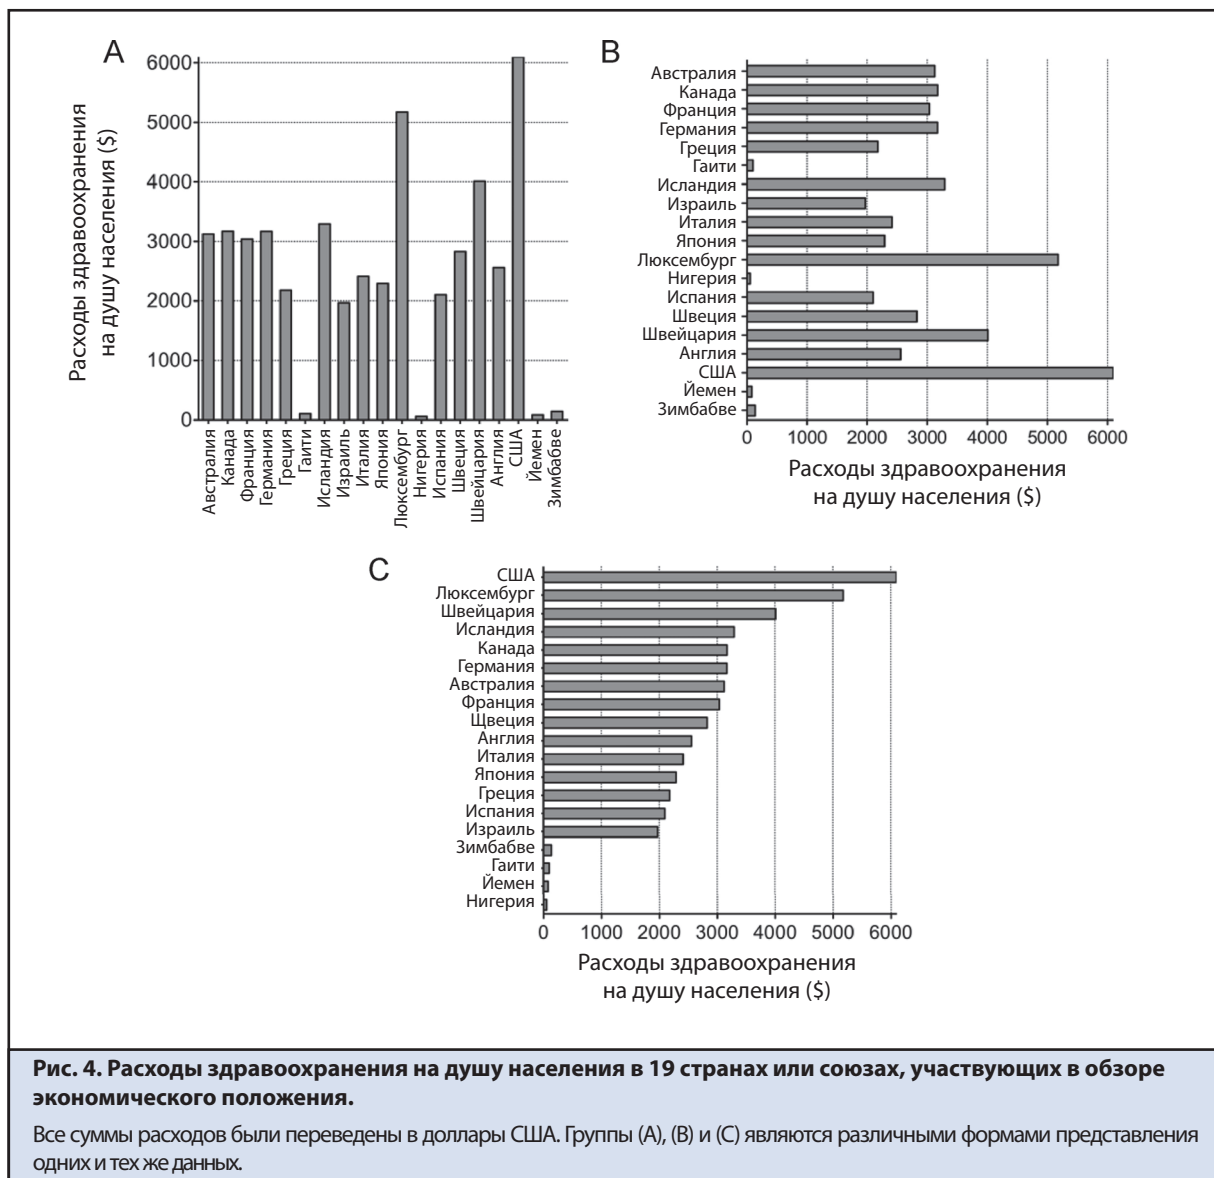 A
Расходы здравоохранения
на душу населения ($)
6000
5000
4000
3000
2000
1000
0
Австралия
Канада
Франция
Германия
Греция
Гаити
Исландия
Израиль
Италия
Япония
Люксембург
Нигерия
Испания
Швеция
Швейцария
Англия
США
Йемен
Зимбабве
B
Австралия
Канада
Франция
Германия
Греция
Гаити
Исландия
Израиль
Италия
Япония
Люксембург
Нигерия
Испания
Швеция
Швейцария
Англия
США
Йемен
Зимбабве
0 1000 2000 3000 4000 5000 6000
Расходы здравоохранения
на душу населения ($)
C
США
Люксембург
Швейцария
Исландия
Канада
Германия
Австралия
Франция
Щвеция
Англия
Италия
Япония
Греция
Испания
Израиль
Зимбабве
Гаити
Йемен
Нигерия
0 1000 2000 3000 4000 5000 6000
Расходы здравоохранения
на душу населения ($)
Рис. 4. Расходы здравоохранения на душу населения в 19 странах или союзах, участвующих в обзоре
экономического положения.
Все суммы расходов были переведены в доллары США. Группы (A), (B) и (C) являются различными формами представления
одних и тех же данных.